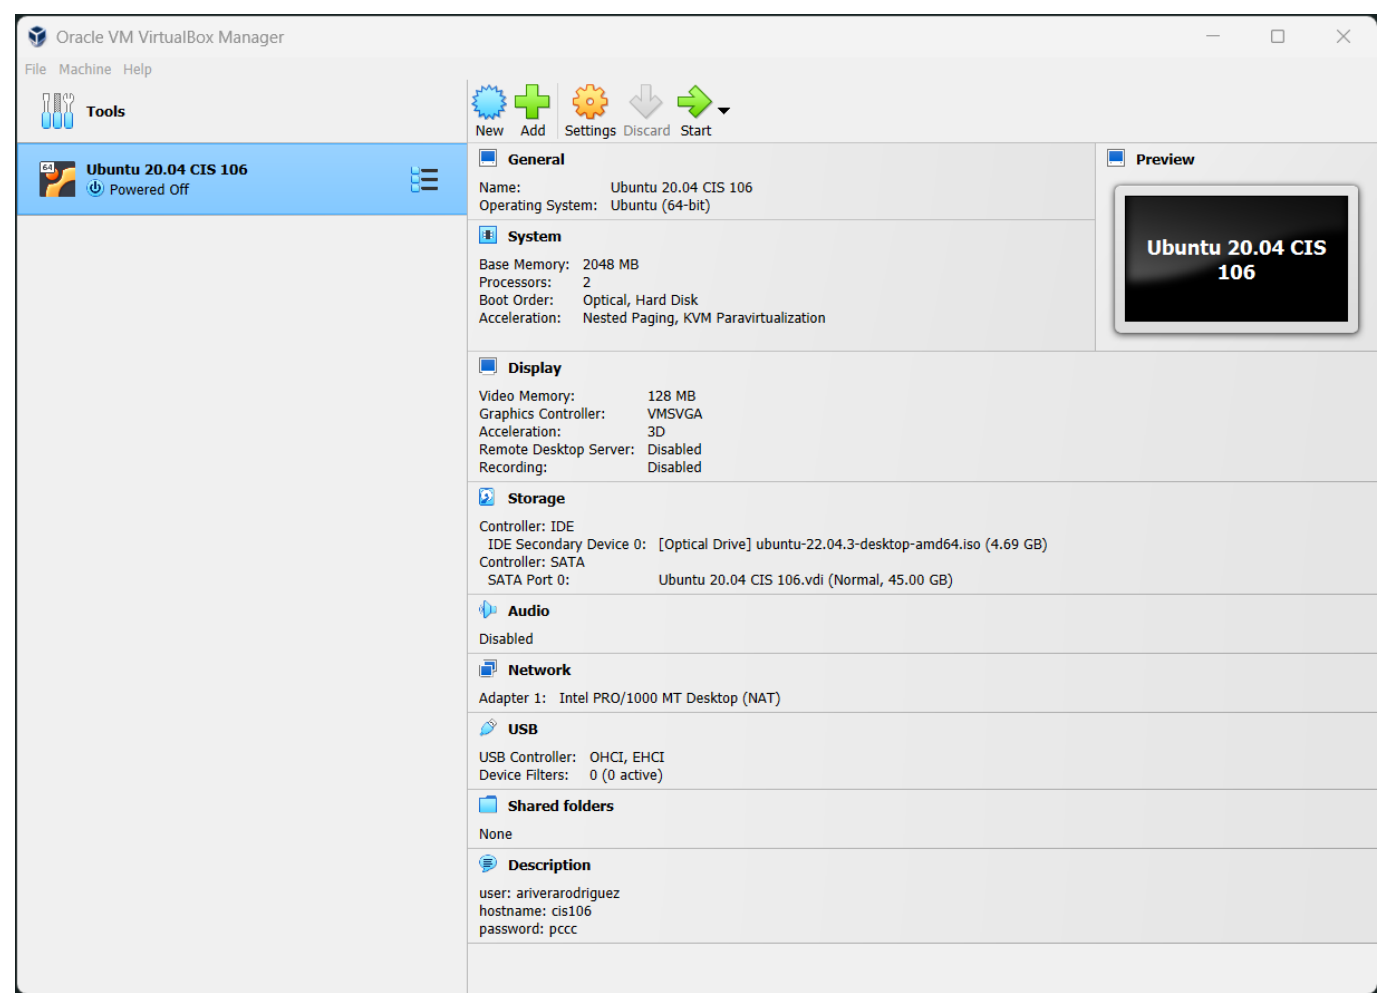 Oracle VM VirtualBox Manager
File Machine Help
Tools
New Add Settings Discard Start
64
Ubuntu 20.04 CIS 106
Powered Off
General
Name: Ubuntu 20.04 CIS 106
Operating System: Ubuntu (64-bit)
Preview
Ubuntu 20.04 CIS
106
System
Base Memory: 2048 MB
Processors: 2
Boot Order: Optical, Hard Disk
Acceleration: Nested Paging, KVM Paravirtualization
Display
Video Memory: 128 MB
Graphics Controller: VMSVGA
Acceleration: 3D
Remote Desktop Server: Disabled
Recording: Disabled
Storage
Controller: IDE
IDE Secondary Device 0: [Optical Drive] ubuntu-22.04.3-desktop-amd64.iso (4.69 GB)
Controller: SATA
SATA Port 0: Ubuntu 20.04 CIS 106.vdi (Normal, 45.00 GB)
Audio
Disabled
Network
Adapter 1: Intel PRO/1000 MT Desktop (NAT)
USB
USB Controller: OHCI, EHCI
Device Filters: 0 (0 active)
Shared folders
None
Description
user: ariverarodriguez
hostname: cis106
password: pccc